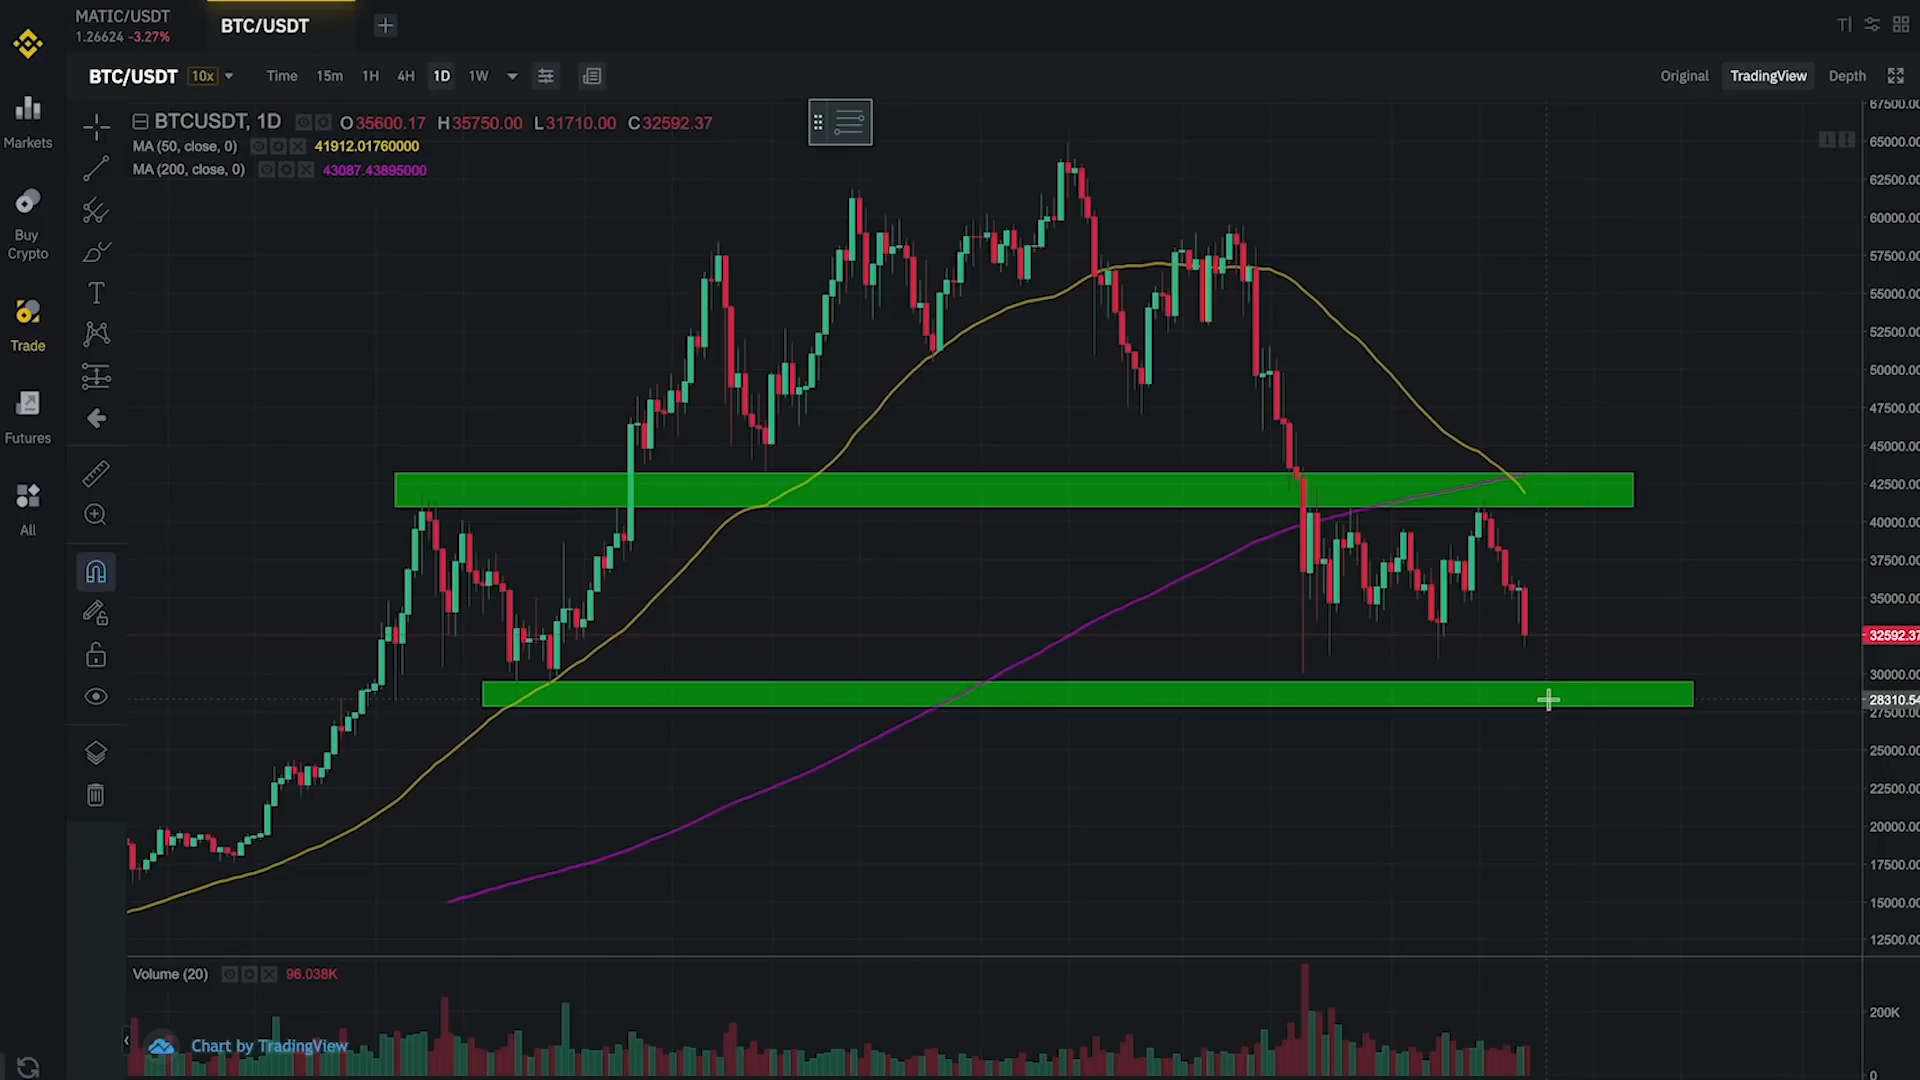 MATIC/USDT
1.26624 -3.27%
BTC/USDT
BTC/USDT 10x Time 15m 1H 4H 1D 1W Original TradingView Depth
BTCUSDT, 1D O35600.17 H35750.00 L31710.00 C32592.37
MA (50, close, 0) 41912.01760000
MA (200, close, 0) 43087.43895000
Markets
Buy
Crypto
Trade
Futures
All
67500.00
65000.00
62500.00
60000.00
57500.00
55000.00
52500.00
50000.00
47500.00
45000.00
42500.00
40000.00
37500.00
35000.00
32592.37
30000.00
28310.54
27500.00
25000.00
22500.00
20000.00
17500.00
15000.00
12500.00
Volume (20) 96.038K
200K
0
Chart by TradingView